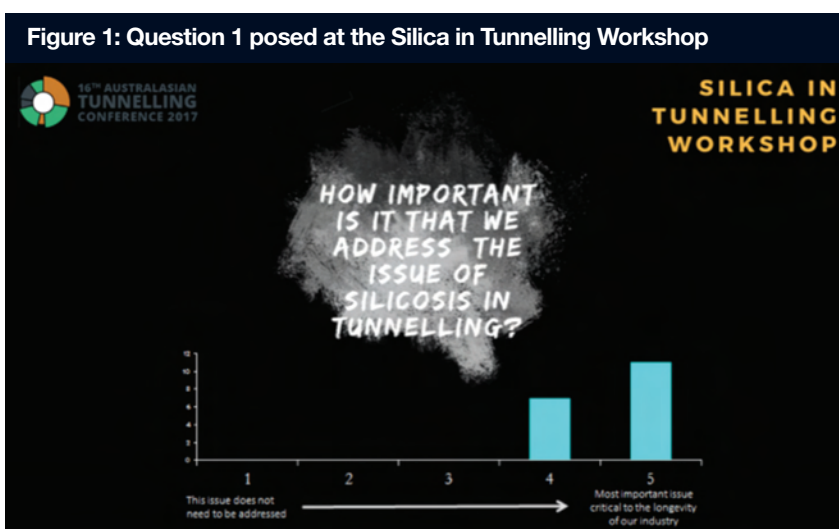 Figure 1: Question 1 posed at the Silica in Tunnelling Workshop
16TH AUSTRALASIAN
TUNNELLING
CONFERENCE 2017
SILICA IN
TUNNELLING
WORKSHOP
HOW IMPORTANT
IS IT THAT WE
ADDRESS THE
ISSUE OF
SILICOSIS IN
TUNNELLING?
12
10
8
6
4
2
0
1 2 3 4 5
This issue does not
need to be addressed
Most important issue
critical to the longevity
of our industry